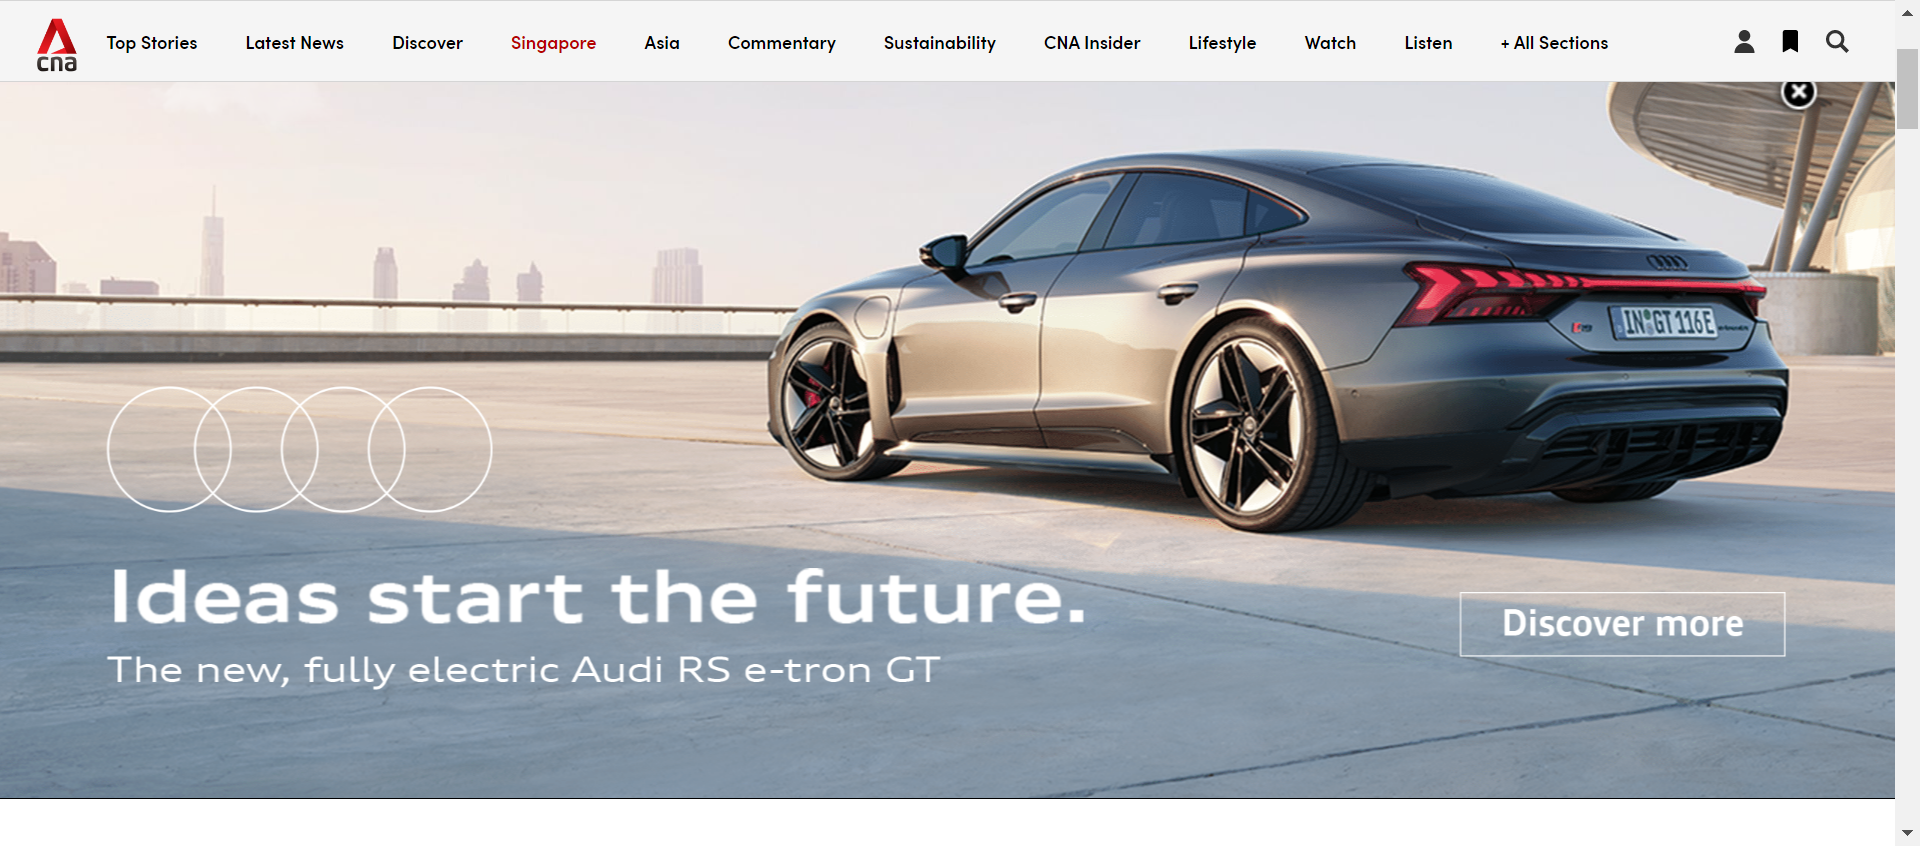 cna
Top Stories
Latest News
Discover
Singapore
Asia
Commentary
Sustainability
CNA Insider
Lifestyle
Watch
Listen
+ All Sections
IN GT 116E
Ideas start the future.
The new, fully electric Audi RS e-tron GT
Discover more